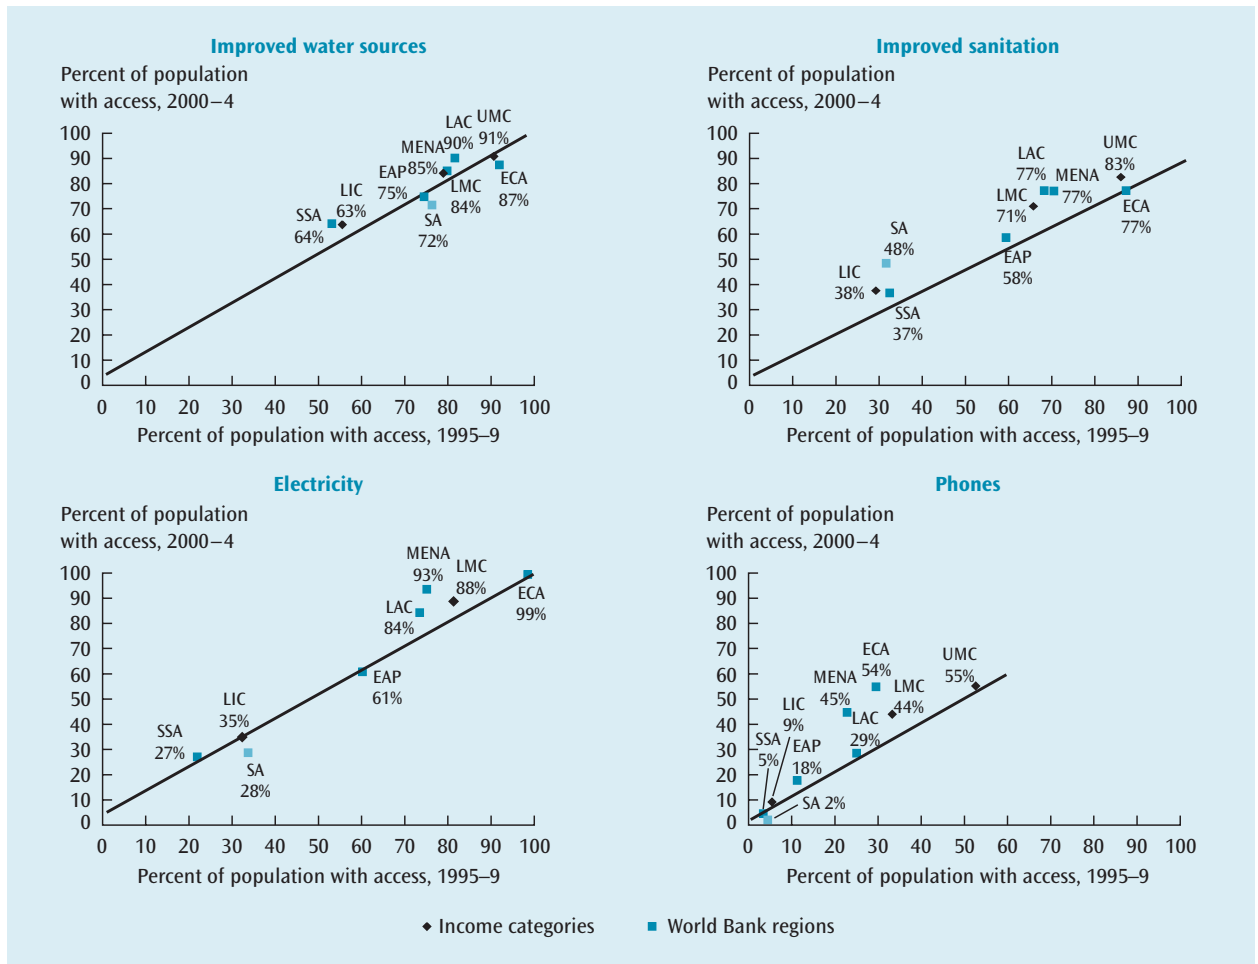 Improved water sources
Percent of population
with access, 2000–4
100
90
80
70
60
50
40
30
20
10
0
0 10 20 30 40 50 60 70 80 90 100
SSA
64%
LIC
63%
EAP
75%
MENA
85%
LAC
90%
UMC
91%
LMC
84%
SA
72%
ECA
87%
Percent of population with access, 1995–9
Improved sanitation
Percent of population
with access, 2000–4
100
90
80
70
60
50
40
30
20
10
0
0 10 20 30 40 50 60 70 80 90 100
LIC
38%
SA
48%
SSA
37%
EAP
58%
LMC
71%
LAC
77%
MENA
77%
UMC
83%
ECA
77%
Percent of population with access, 1995–9
Electricity
Percent of population
with access, 2000–4
100
90
80
70
60
50
40
30
20
10
0
0 10 20 30 40 50 60 70 80 90 100
SSA
27%
LIC
35%
SA
28%
EAP
61%
LAC
84%
MENA
93%
LMC
88%
ECA
99%
Percent of population with access, 1995–9
Phones
Percent of population
with access, 2000–4
100
90
80
70
60
50
40
30
20
10
0
0 10 20 30 40 50 60 70 80 90 100
SSA
5%
LIC
9%
EAP
18%
SA 2%
MENA
45%
LAC
29%
ECA
54%
LMC
44%
UMC
55%
Percent of population with access, 1995–9
Income categories
World Bank regions